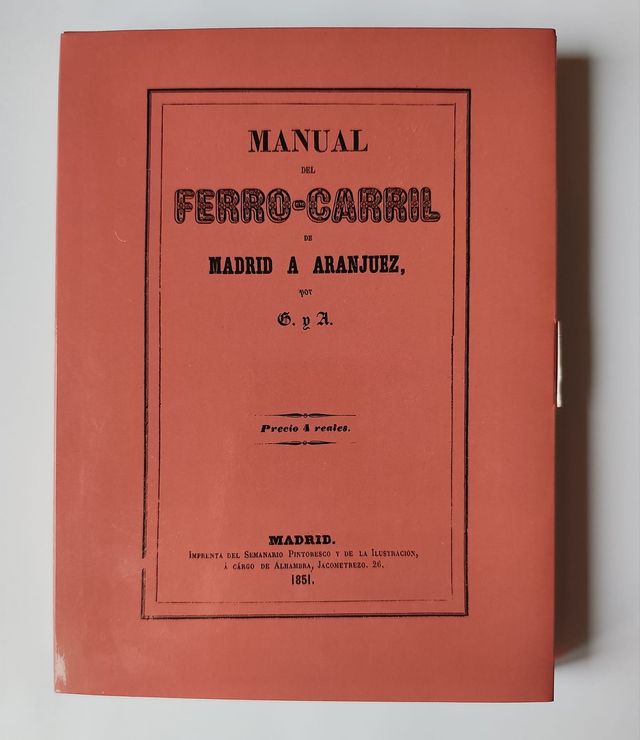 MANUAL
DEL
FERRO-CARRIL
DE
MADRID A ARANJUEZ,
POR
G. y A.
Precio 4 reales.
MADRID.
IMPRENTA DEL SEMANARIO PINTORESCO Y DE LA ILUSTRACION,
Á CÁRGO DE ALHAMBRA, JACOMETREZO. 26.
1851.